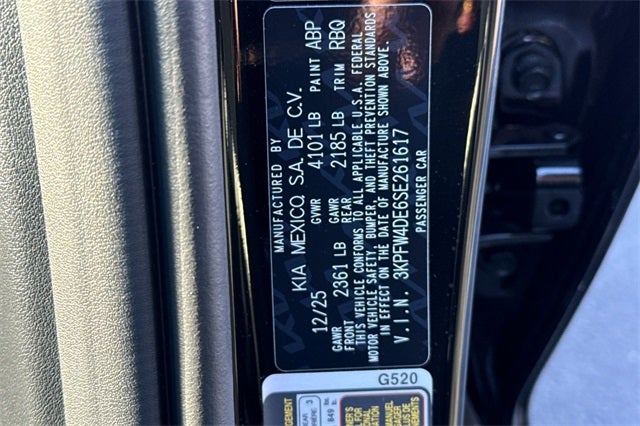 MANUFACTURED BY
KIA MEXICO, S.A. DE C.V.
12/25 GVWR 4101 LB PAINT ABP
GAWR FRONT 2361 LB GAWR REAR 2185 LB TRIM RBQ
THIS VEHICLE CONFORMS TO ALL APPLICABLE U.S.A. FEDERAL
MOTOR VEHICLE SAFETY, BUMPER, AND THEFT PREVENTION STANDARDS
IN EFFECT ON THE DATE OF MANUFACTURE SHOWN ABOVE.
V.I.N. 3KPFW4DE6SE261617
PASSENGER CAR
G520